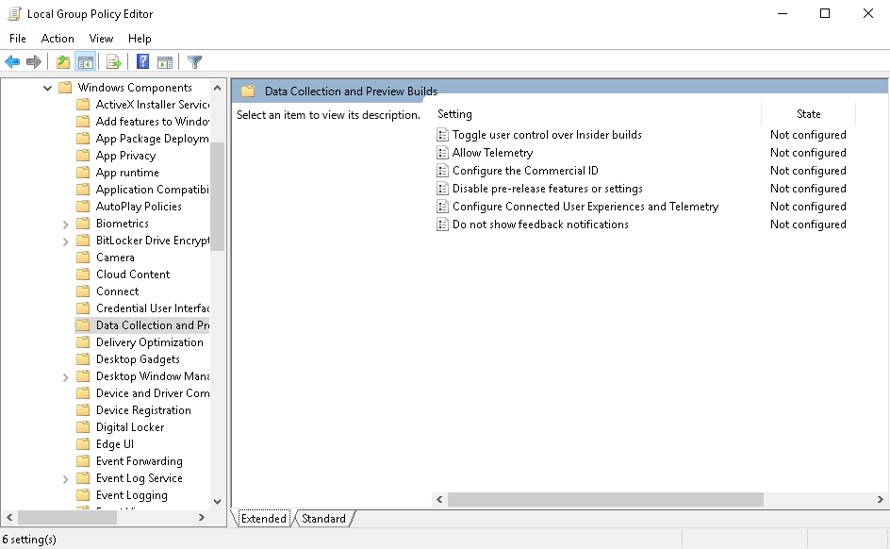 Local Group Policy Editor
File Action View Help
Windows Components
ActiveX Installer Service
Add features to Windo
App Package Deploym
App Privacy
App runtime
Application Compatibi
AutoPlay Policies
Biometrics
BitLocker Drive Encrypt
Camera
Cloud Content
Connect
Credential User Interfac
Data Collection and Pre
Delivery Optimization
Desktop Gadgets
Desktop Window Mana
Device and Driver Com
Device Registration
Digital Locker
Edge UI
Event Forwarding
Event Log Service
Event Logging
Data Collection and Preview Builds
Select an item to view its description.
Setting State
Toggle user control over Insider builds Not configured
Allow Telemetry Not configured
Configure the Commercial ID Not configured
Disable pre-release features or settings Not configured
Configure Connected User Experiences and Telemetry Not configured
Do not show feedback notifications Not configured
Extended Standard
6 setting(s)